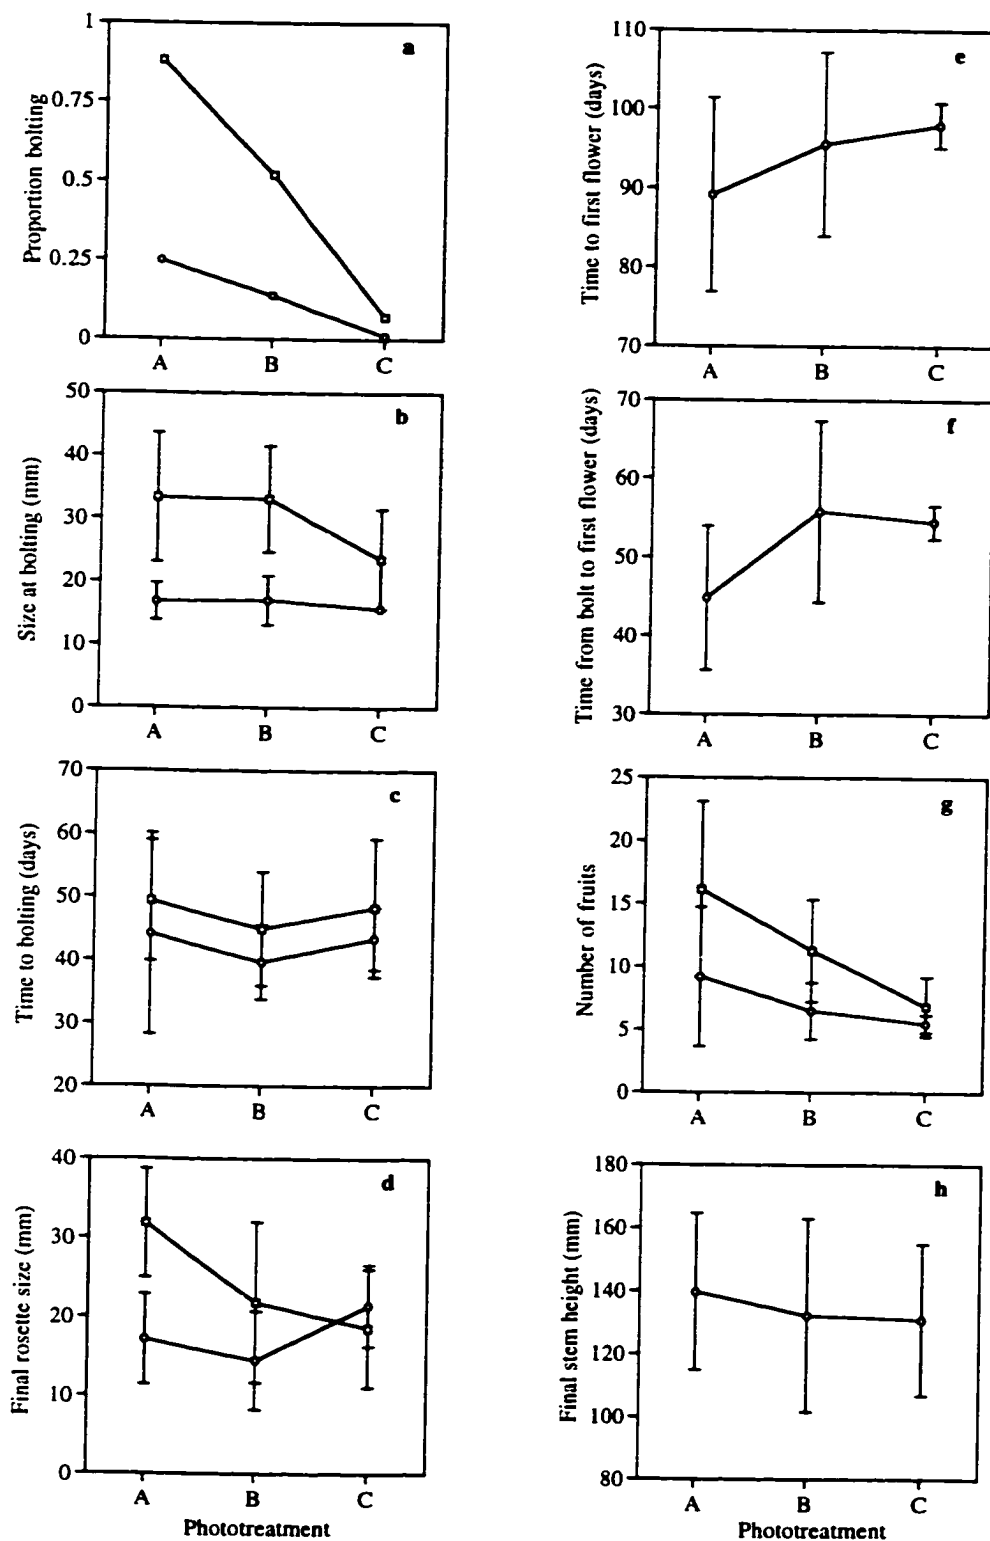 a
Proportion bolting
1
0.75
0.5
0.25
0
A B C
b
Size at bolting (mm)
50
40
30
20
10
0
A B C
c
Time to bolting (days)
70
60
50
40
30
20
A B C
d
Final rosette size (mm)
40
30
20
10
0
A B C
Phototreatment
e
Time to first flower (days)
110
100
90
80
70
A B C
f
Time from bolt to first flower (days)
70
60
50
40
30
A B C
g
Number of fruits
25
20
15
10
5
0
A B C
h
Final stem height (mm)
180
160
140
120
100
80
A B C
Phototreatment